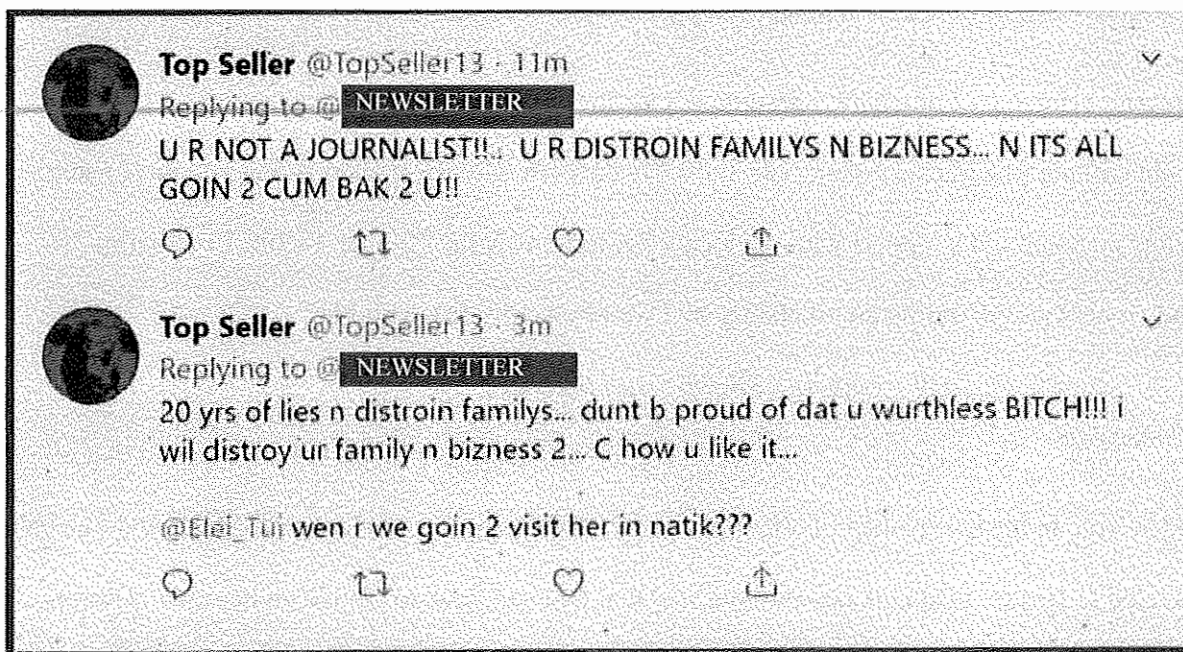 Top Seller @TopSeller13 · 11m
Replying to @ NEWSLETTER
U R NOT A JOURNALIST!!.. U R DISTROIN FAMILYS N BIZNESS... N ITS ALL
GOIN 2 CUM BAK 2 U!!
Top Seller @TopSeller13 · 3m
Replying to @ NEWSLETTER
20 yrs of lies n distroin familys... dunt b proud of dat u wurthless BITCH!!! i
wil distroy ur family n bizness 2... C how u like it...
@Elei_Tui wen r we goin 2 visit her in natik???